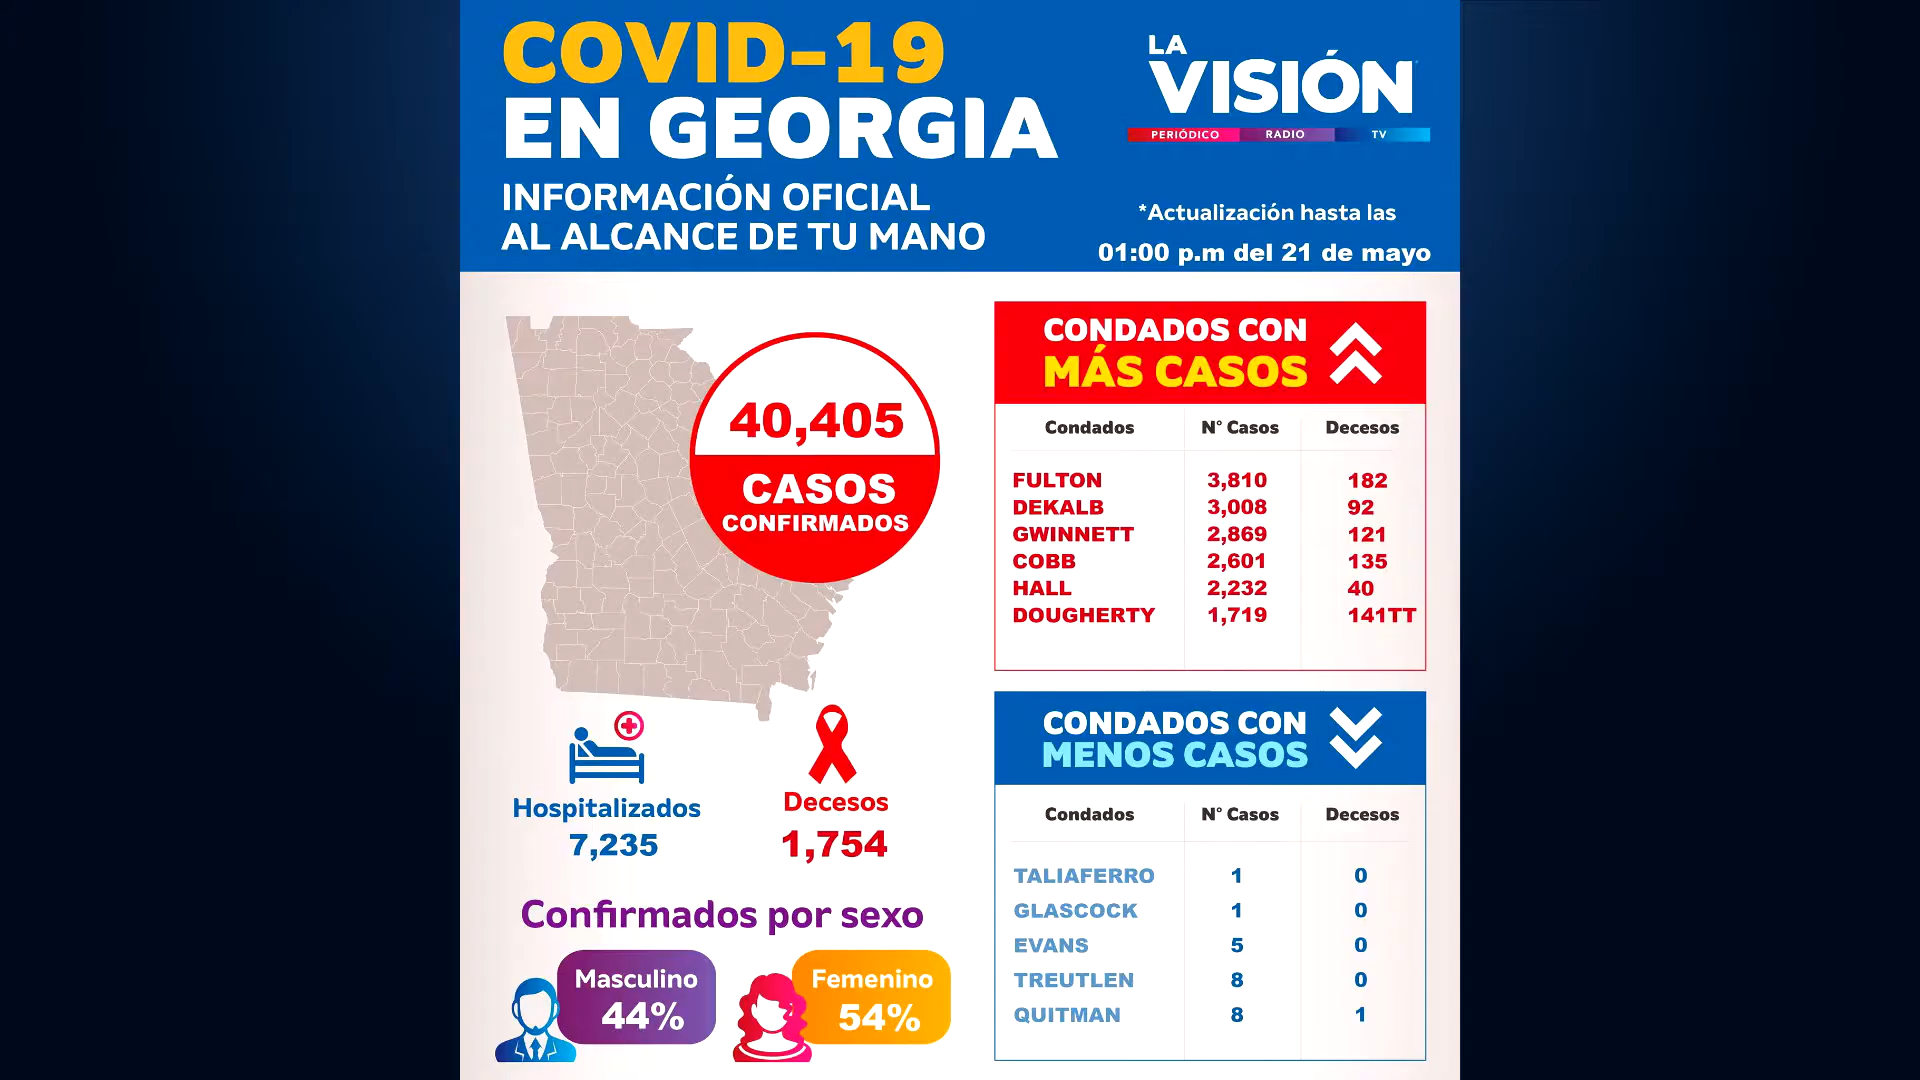 COVID-19
EN GEORGIA
INFORMACIÓN OFICIAL
AL ALCANCE DE TU MANO
LA
VISIÓN
PERIÓDICO RADIO TV
*Actualización hasta las
01:00 p.m del 21 de mayo
40,405
CASOS
CONFIRMADOS
Hospitalizados
7,235
Decesos
1,754
Confirmados por sexo
Masculino
44%
Femenino
54%
CONDADOS CON
MÁS CASOS
Condados N° Casos Decesos
FULTON 3,810 182
DEKALB 3,008 92
GWINNETT 2,869 121
COBB 2,601 135
HALL 2,232 40
DOUGHERTY 1,719 141TT
CONDADOS CON
MENOS CASOS
Condados N° Casos Decesos
TALIAFERRO 1 0
GLASCOCK 1 0
EVANS 5 0
TREUTLEN 8 0
QUITMAN 8 1